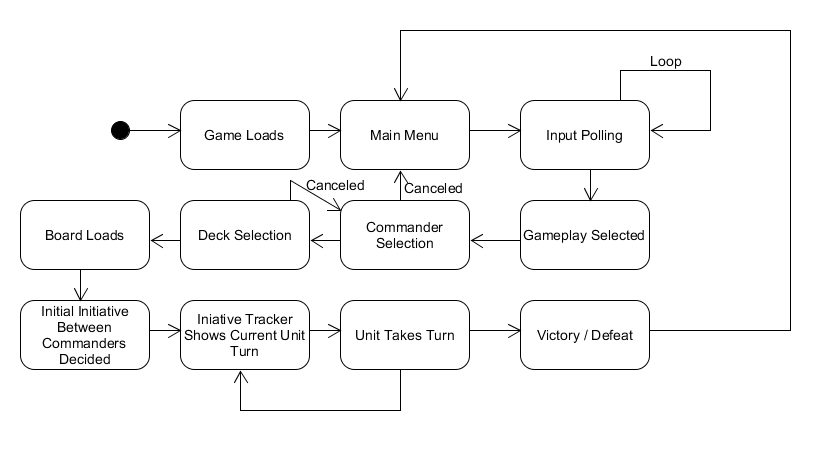 Loop
Game Loads
Main Menu
Input Polling
Canceled
Canceled
Board Loads
Deck Selection
Commander
Selection
Gameplay Selected
Initial Initiative
Between
Commanders
Decided
Iniative Tracker
Shows Current Unit
Turn
Unit Takes Turn
Victory / Defeat